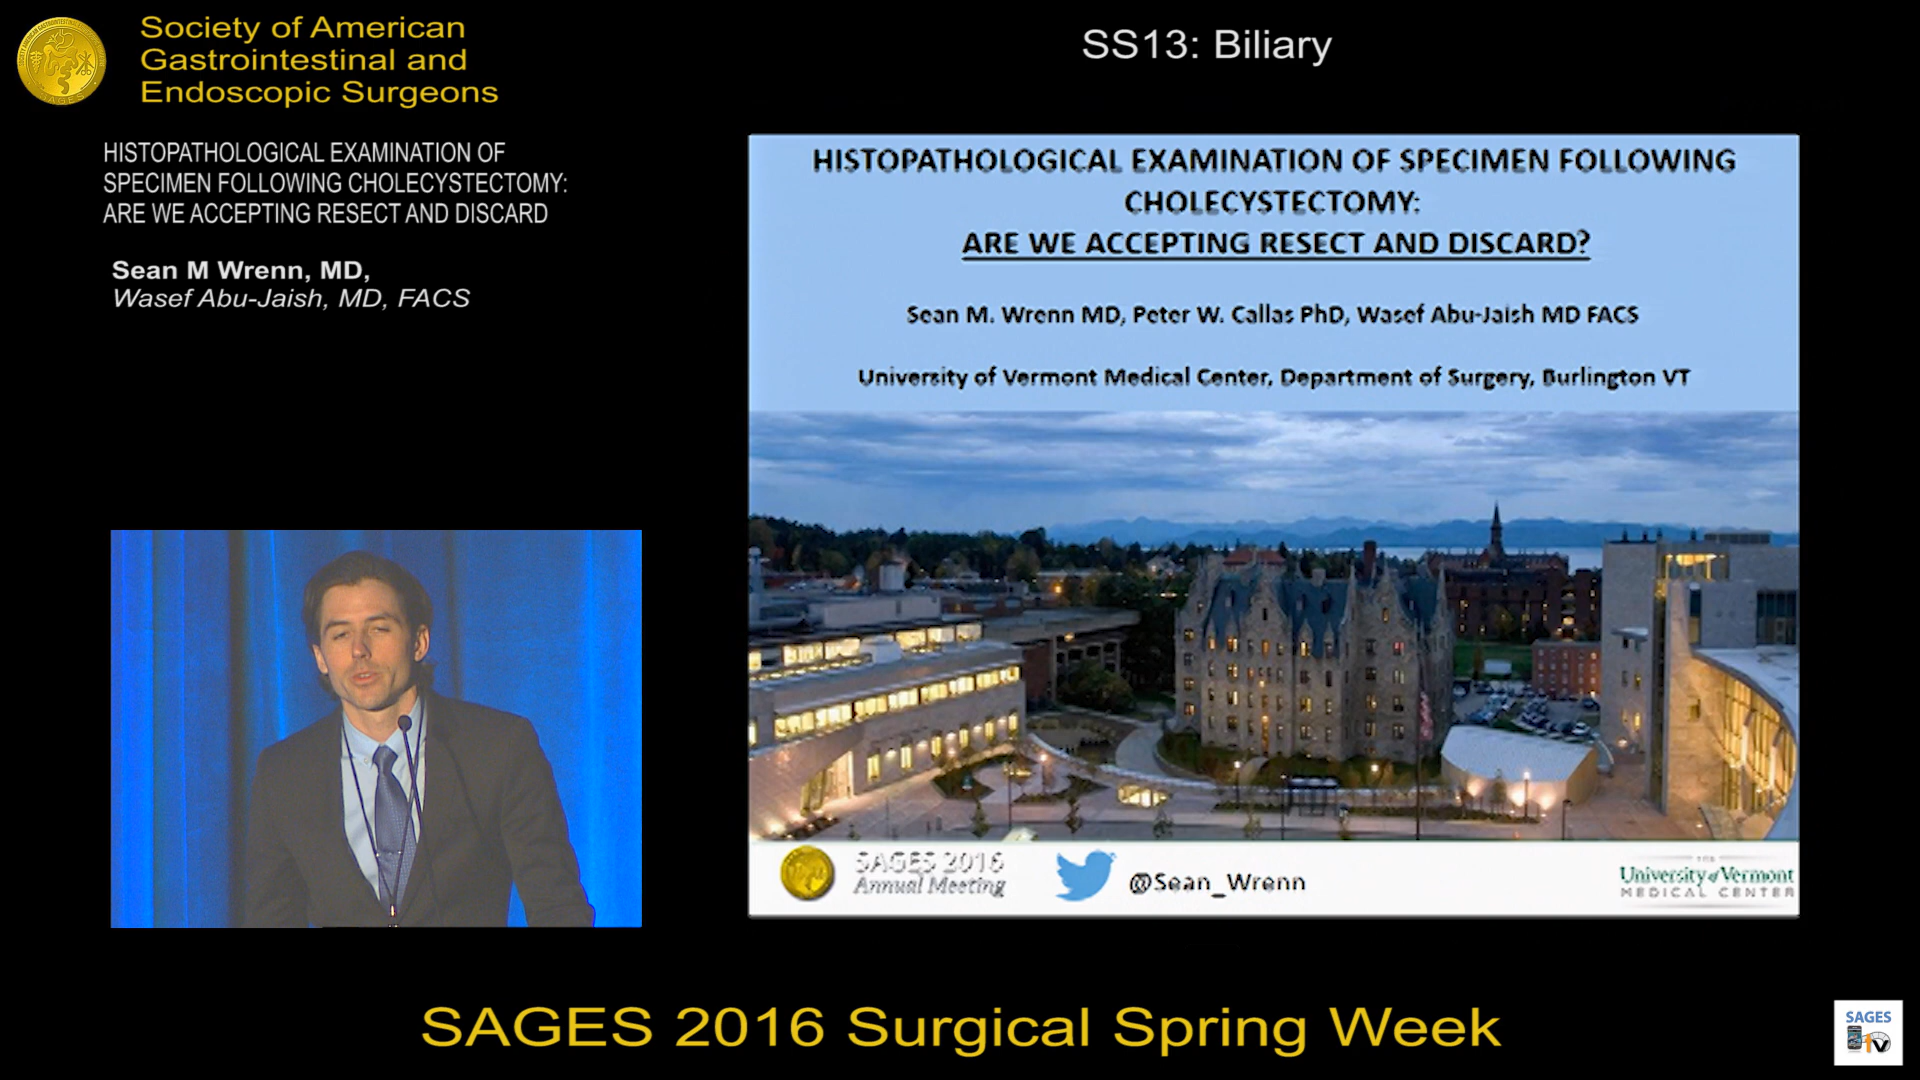 Society of American
Gastrointestinal and
Endoscopic Surgeons
SS13: Biliary
HISTOPATHOLOGICAL EXAMINATION OF
SPECIMEN FOLLOWING CHOLECYSTECTOMY:
ARE WE ACCEPTING RESECT AND DISCARD
Sean M Wrenn, MD,
Wasef Abu-Jaish, MD, FACS
HISTOPATHOLOGICAL EXAMINATION OF SPECIMEN FOLLOWING
CHOLECYSTECTOMY:
ARE WE ACCEPTING RESECT AND DISCARD?
Sean M. Wrenn MD, Peter W. Callas PhD, Wasef Abu-Jaish MD FACS
University of Vermont Medical Center, Department of Surgery, Burlington VT
SAGES 2016
Annual Meeting
@Sean_Wrenn
THE
University of Vermont
MEDICAL CENTER
SAGES 2016 Surgical Spring Week
SAGES
TV